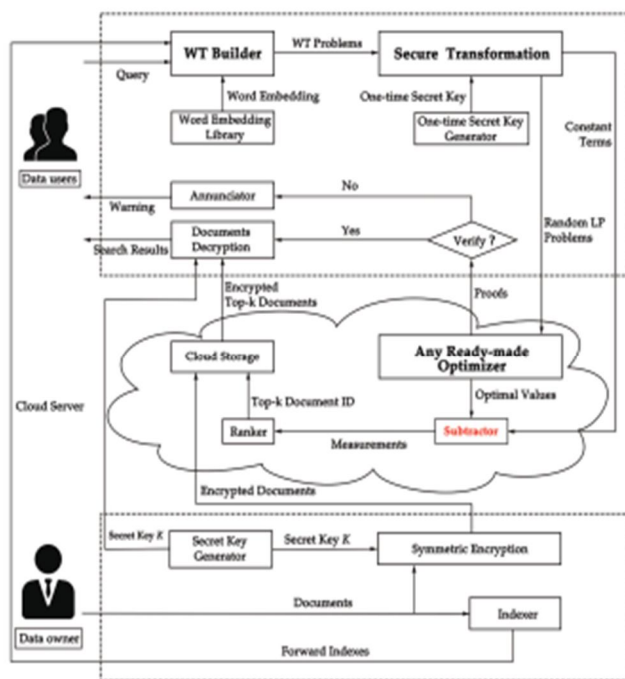 WT Builder
WT Problems
Secure Transformation
Query
Word Embedding
One-time Secret Key
Word Embedding
Library
One-time Secret Key
Generator
Constant
Terms
Data users
Annunciator
No
Warning
Documents
Decryption
Yes
Verify ?
Random LP
Problems
Search Results
Encrypted
Top-k Documents
Proofs
Cloud Storage
Any Ready-made
Optimizer
Cloud Server
Top-k Document ID
Optimal Values
Ranker
Measurements
Subtractor
Encrypted Documents
Secret Key K
Secret Key
Generator
Secret Key K
Symmetric Encryption
Documents
Indexer
Data owner
Forward Indexes